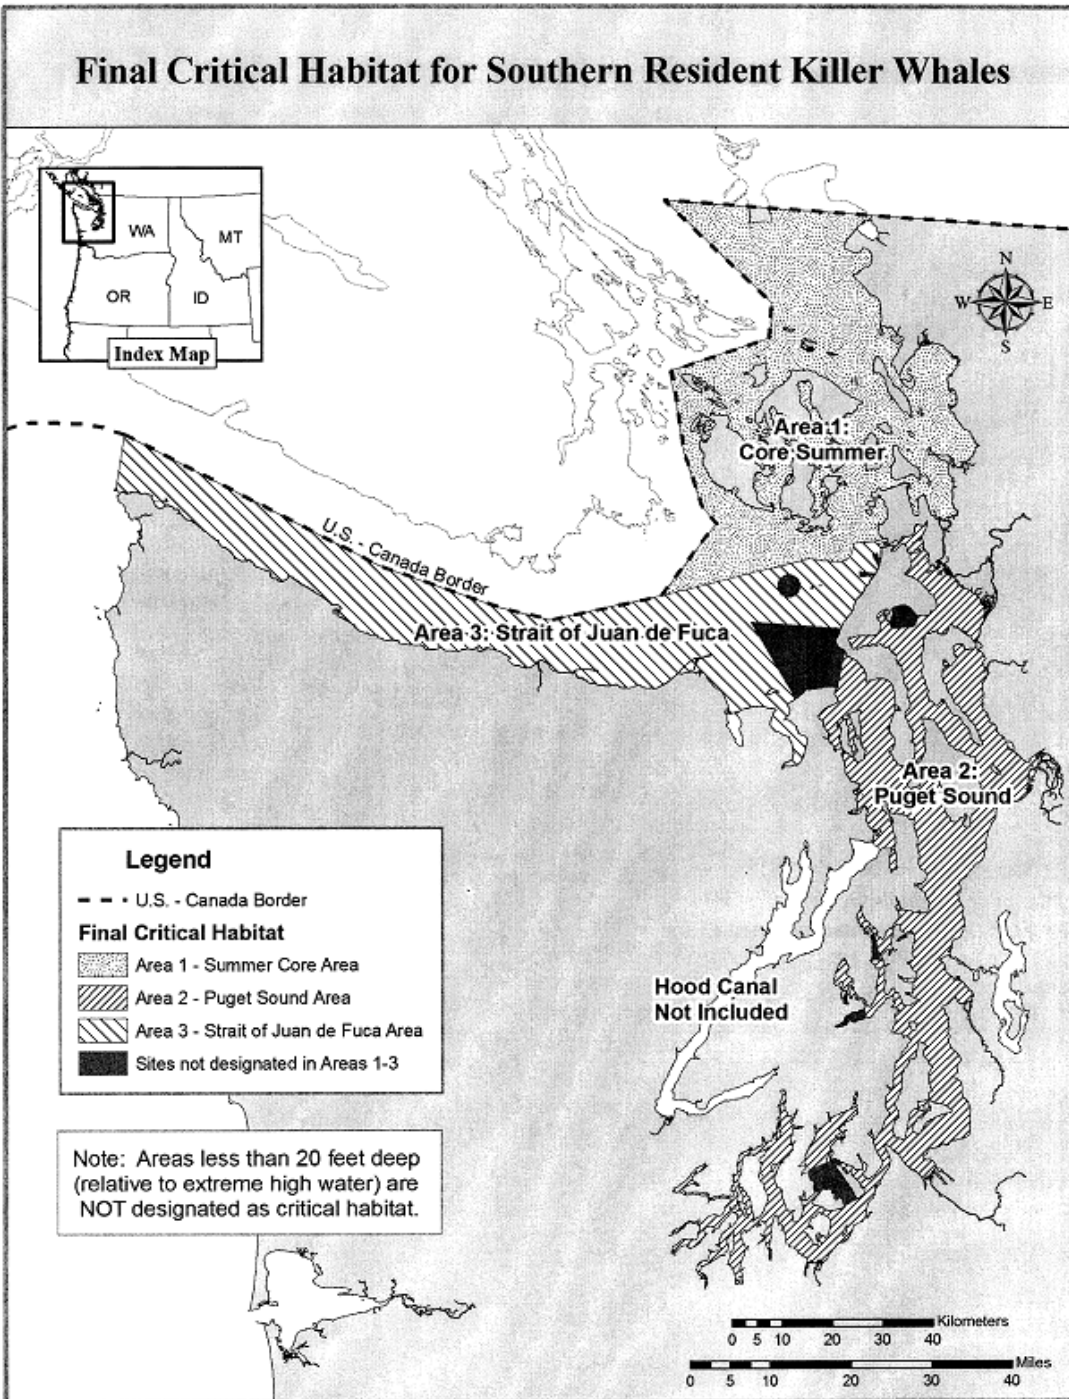 Final Critical Habitat for Southern Resident Killer Whales
WA
MT
OR
ID
Index Map
N
W
E
S
Area 1:
Core Summer
U.S. - Canada Border
Area 3: Strait of Juan de Fuca
Area 2:
Puget Sound
Hood Canal
Not Included
Legend
U.S. - Canada Border
Final Critical Habitat
Area 1 - Summer Core Area
Area 2 - Puget Sound Area
Area 3 - Strait of Juan de Fuca Area
Sites not designated in Areas 1-3
Note: Areas less than 20 feet deep
(relative to extreme high water) are
NOT designated as critical habitat.
Kilometers
0 5 10 20 30 40
Miles
0 5 10 20 30 40